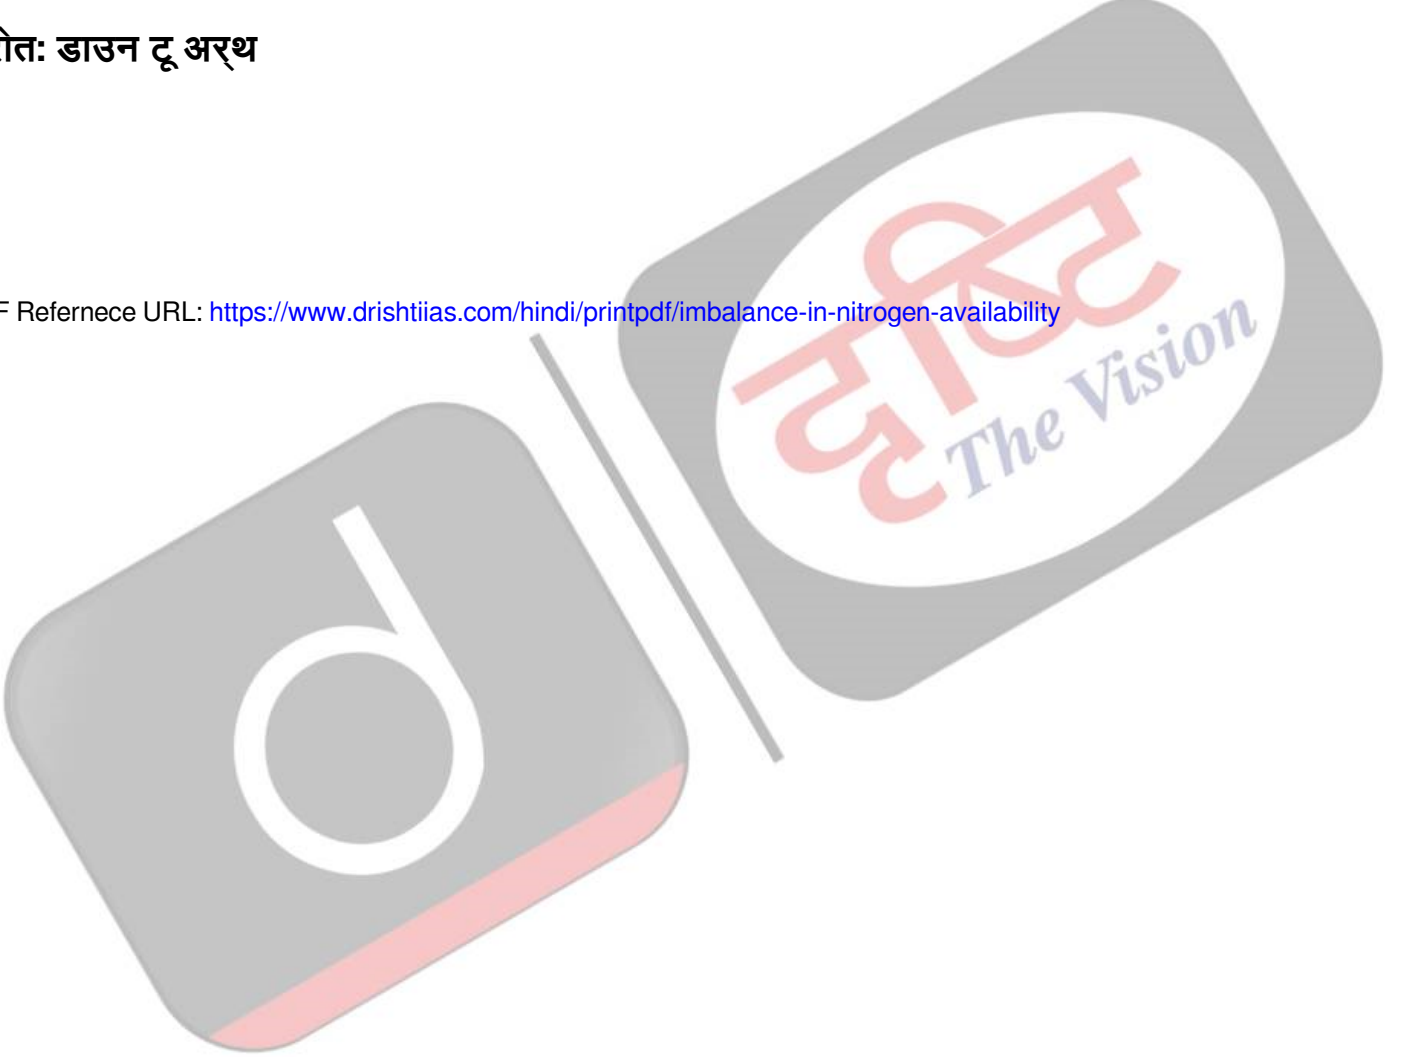 रोत: डाउन टू अर्थ
F Refernece URL: https://www.drishtiias.com/hindi/printpdf/imbalance-in-nitrogen-availability
दृष्टि
The Vision
d